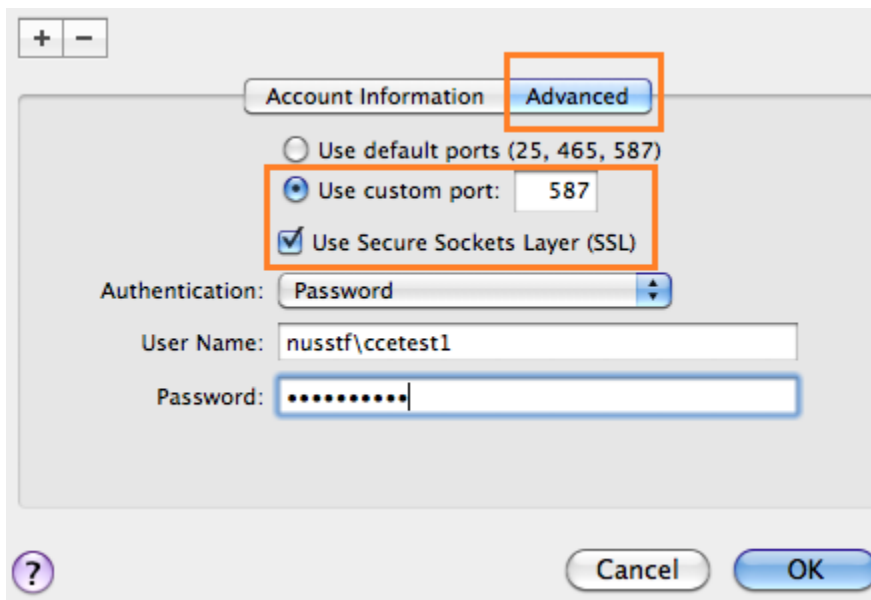 + −
Account Information Advanced
Use default ports (25, 465, 587)
Use custom port: 587
Use Secure Sockets Layer (SSL)
Authentication: Password
User Name: nusstf\ccetest1
Password: ••••••••••
? Cancel OK